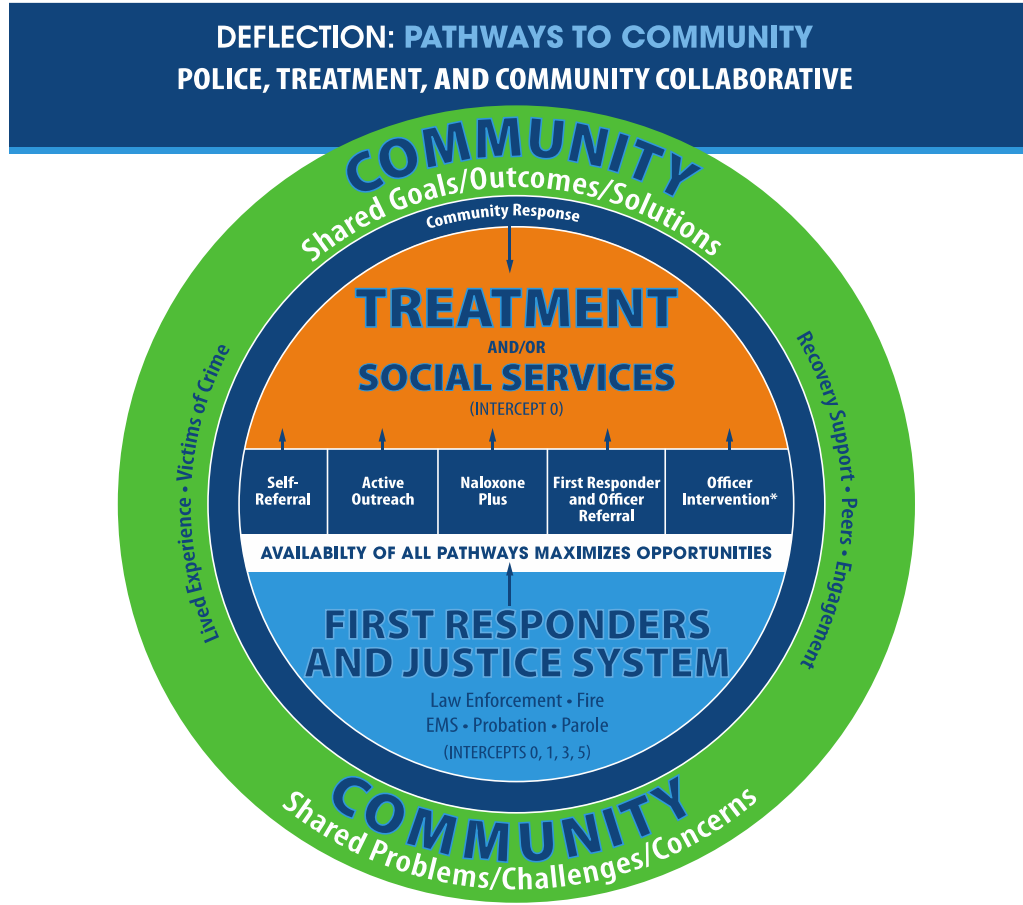 DEFLECTION: PATHWAYS TO COMMUNITY
POLICE, TREATMENT, AND COMMUNITY COLLABORATIVE
COMMUNITY
Shared Goals/Outcomes/Solutions
Community Response
TREATMENT
AND/OR
SOCIAL SERVICES
(INTERCEPT 0)
Lived Experience • Victims of Crime
Recovery Support • Peers • Engagement
Self-
Referral
Active
Outreach
Naloxone
Plus
First Responder
and Officer
Referral
Officer
Intervention*
AVAILABILTY OF ALL PATHWAYS MAXIMIZES OPPORTUNITIES
FIRST RESPONDERS
AND JUSTICE SYSTEM
Law Enforcement • Fire
EMS • Probation • Parole
(INTERCEPTS 0, 1, 3, 5)
COMMUNITY
Shared Problems/Challenges/Concerns